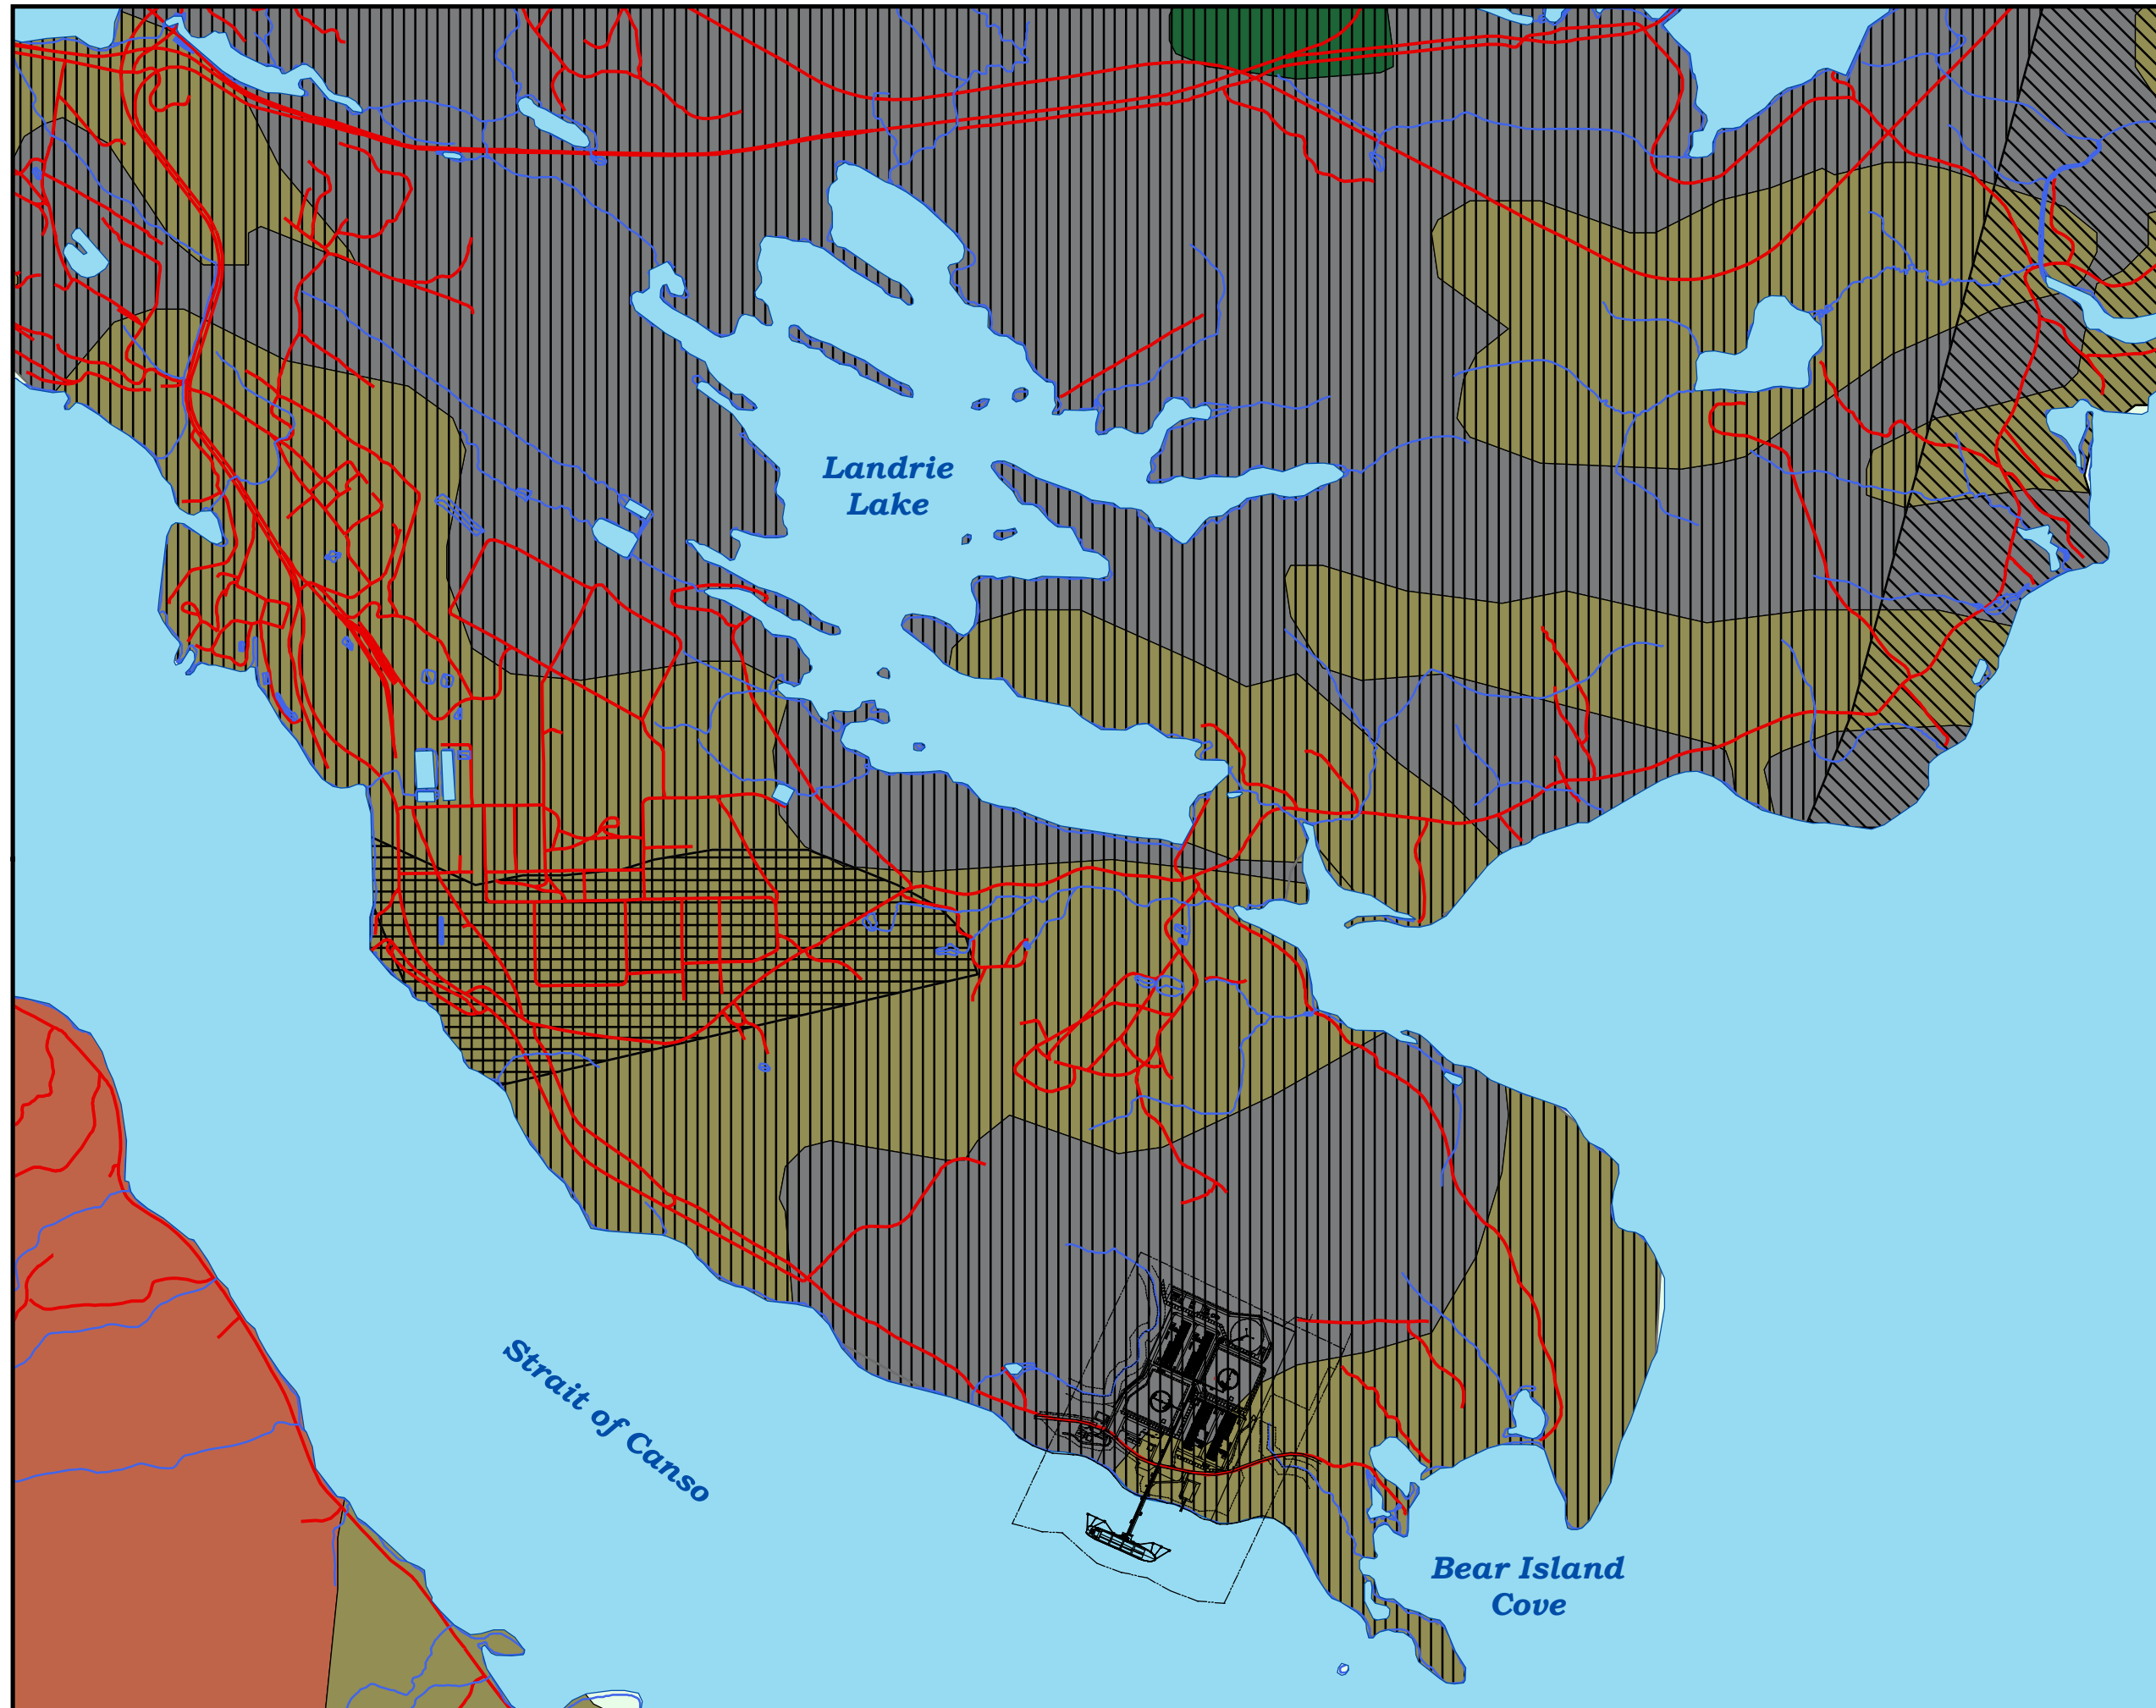 Landrie
Lake
Strait of Canso
Bear Island
Cove